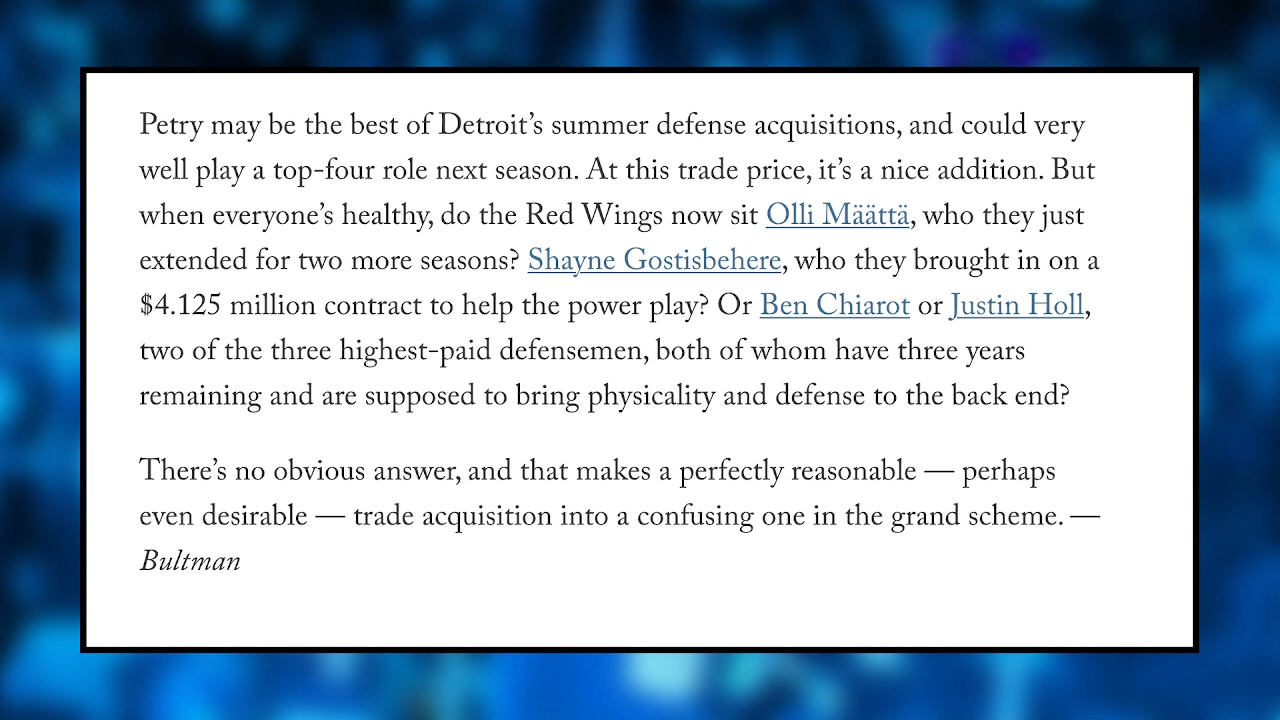 Petry may be the best of Detroit’s summer defense acquisitions, and could very
well play a top-four role next season. At this trade price, it’s a nice addition. But
when everyone’s healthy, do the Red Wings now sit Olli Määttä, who they just
extended for two more seasons? Shayne Gostisbehere, who they brought in on a
$4.125 million contract to help the power play? Or Ben Chiarot or Justin Holl,
two of the three highest-paid defensemen, both of whom have three years
remaining and are supposed to bring physicality and defense to the back end?
There’s no obvious answer, and that makes a perfectly reasonable — perhaps
even desirable — trade acquisition into a confusing one in the grand scheme. —
Bultman